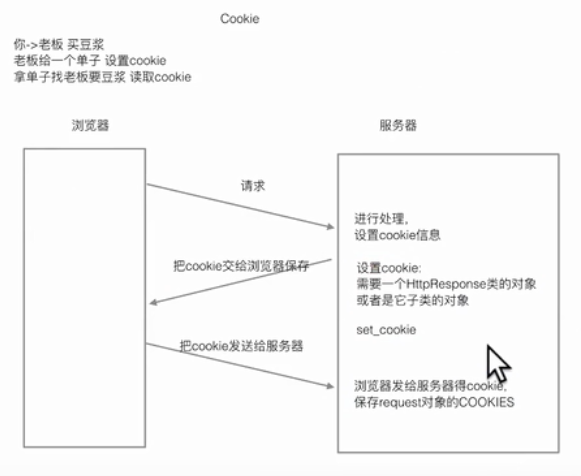 Cookie
你->老板 买豆浆
老板给一个单子 设置cookie
拿单子找老板要豆浆 读取cookie
浏览器
服务器
请求
进行处理,
设置cookie信息
把cookie交给浏览器保存
设置cookie:
需要一个HttpResponse类的对象
或者是它子类的对象
set_cookie
把cookie发送给服务器
浏览器发给服务器得cookie,
保存request对象的COOKIES